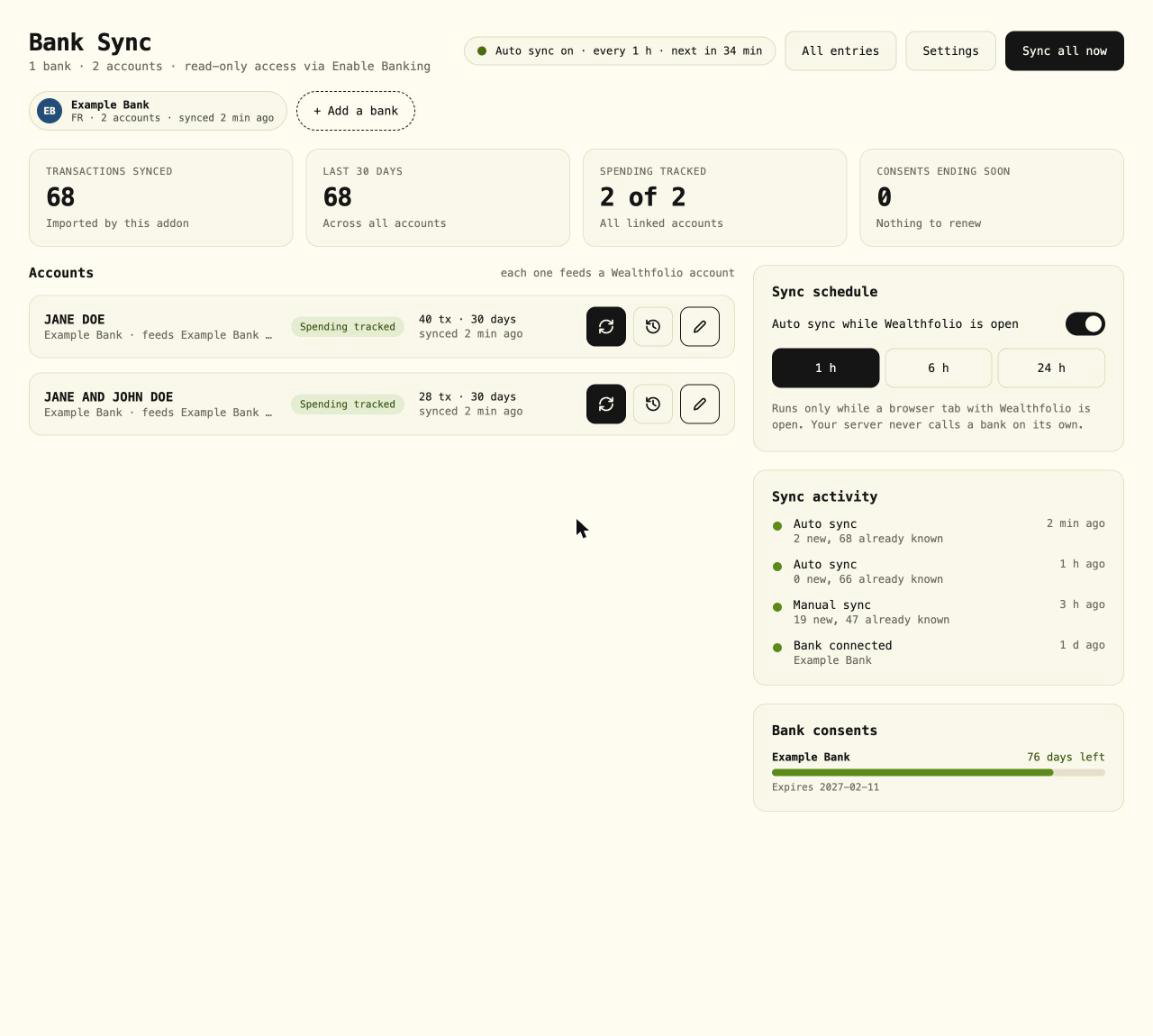 Bank Sync
1 bank · 2 accounts · read-only access via Enable Banking
Auto sync on · every 1 h · next in 34 min
All entries
Settings
Sync all now
EB
Example Bank
FR · 2 accounts · synced 2 min ago
+ Add a bank
TRANSACTIONS SYNCED
68
Imported by this addon
LAST 30 DAYS
68
Across all accounts
SPENDING TRACKED
2 of 2
All linked accounts
CONSENTS ENDING SOON
0
Nothing to renew
Accounts
each one feeds a Wealthfolio account
JANE DOE
Example Bank · feeds Example Bank …
Spending tracked
40 tx · 30 days
synced 2 min ago
JANE AND JOHN DOE
Example Bank · feeds Example Bank …
Spending tracked
28 tx · 30 days
synced 2 min ago
Sync schedule
Auto sync while Wealthfolio is open
1 h
6 h
24 h
Runs only while a browser tab with Wealthfolio is
open. Your server never calls a bank on its own.
Sync activity
Auto sync
2 min ago
2 new, 68 already known
Auto sync
1 h ago
0 new, 66 already known
Manual sync
3 h ago
19 new, 47 already known
Bank connected
1 d ago
Example Bank
Bank consents
Example Bank
76 days left
Expires 2027-02-11